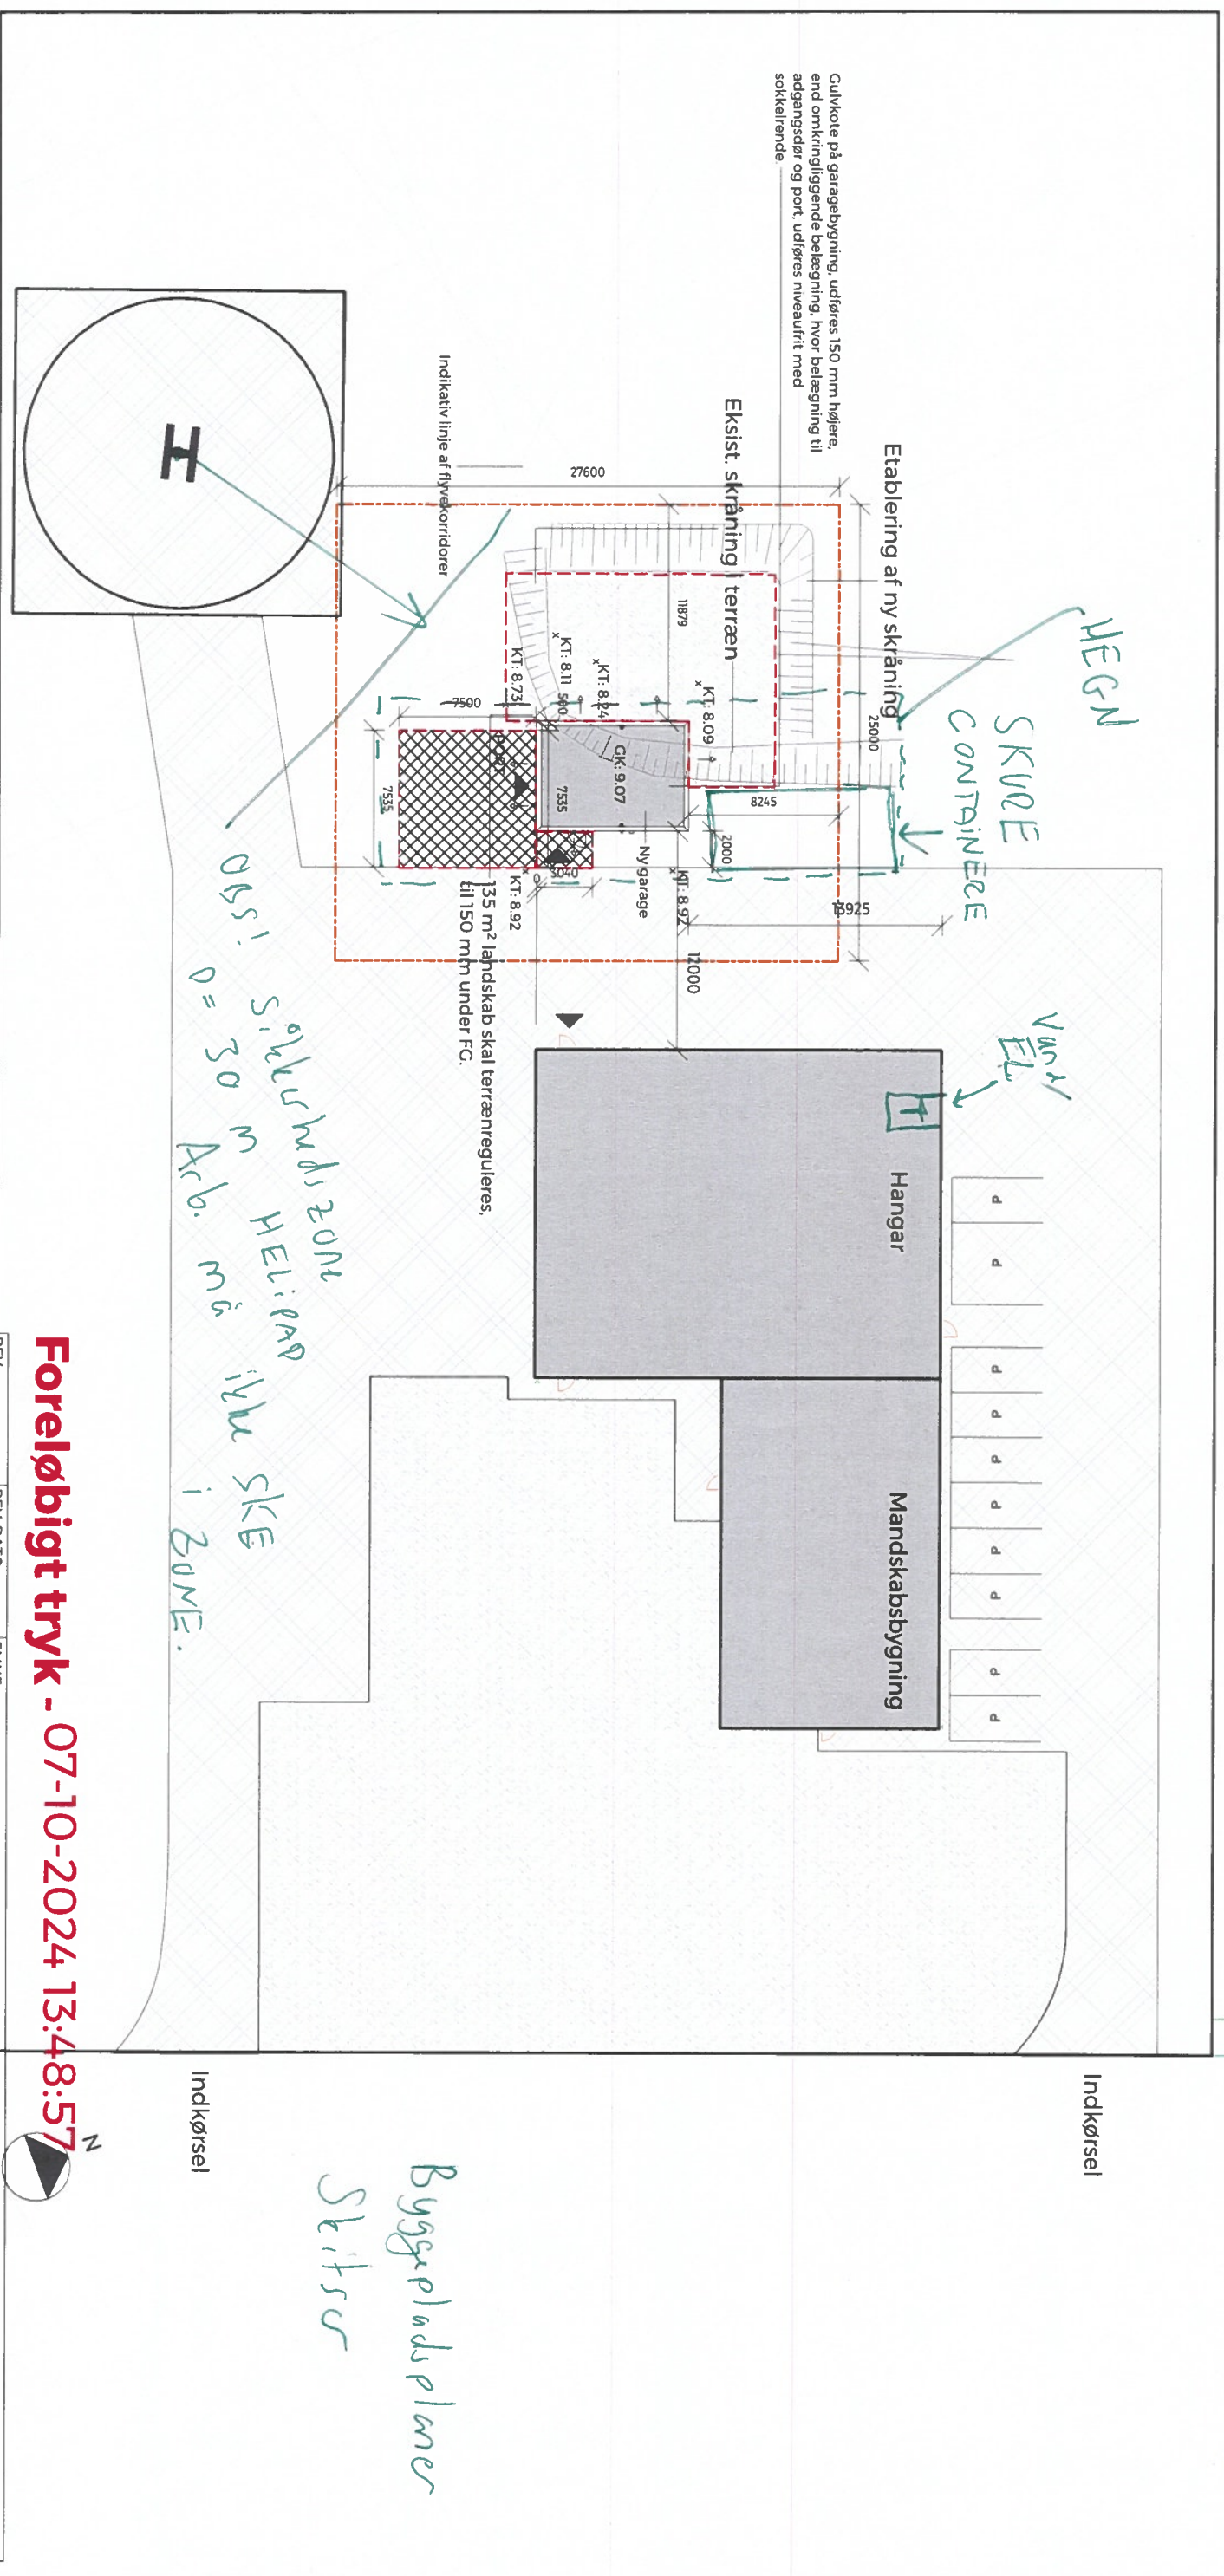 Gulvkote på garagebygning, udføres 150 mm højere,
end omkringliggende belægning, hvor belægning til
adgangsdør og port, udføres niveaufrit med
sokkelrende.
Etablering af ny skråning
Eksist. skråning i terræn
Indikativ linje af flyvekorridorer
27600
25000
11879
8245
13925
12000
2000
7500
500
7535
7535
3040
KT: 8.73
KT: 8.11
KT: 8.24
KT: 8.09
GK: 9.07
KT: 8.92
KT: 8.92
PORT
Ny garage
135 m² landskab skal terrænreguleres,
til 150 mm under FG.
H
HEGN
SKURE
CONTAINERE
Vand/
EL
Hangar
Mandskabsbygning
P
P
P
P
P
P
P
P
P
P
OBS! Sikkerhedszone
D= 30 M HELiPAD
Arb. må ikke SKE
i ZONE.
Indkørsel
Indkørsel
Byggepladsplaner
Skitser
Foreløbigt tryk - 07-10-2024 13:48:57
N